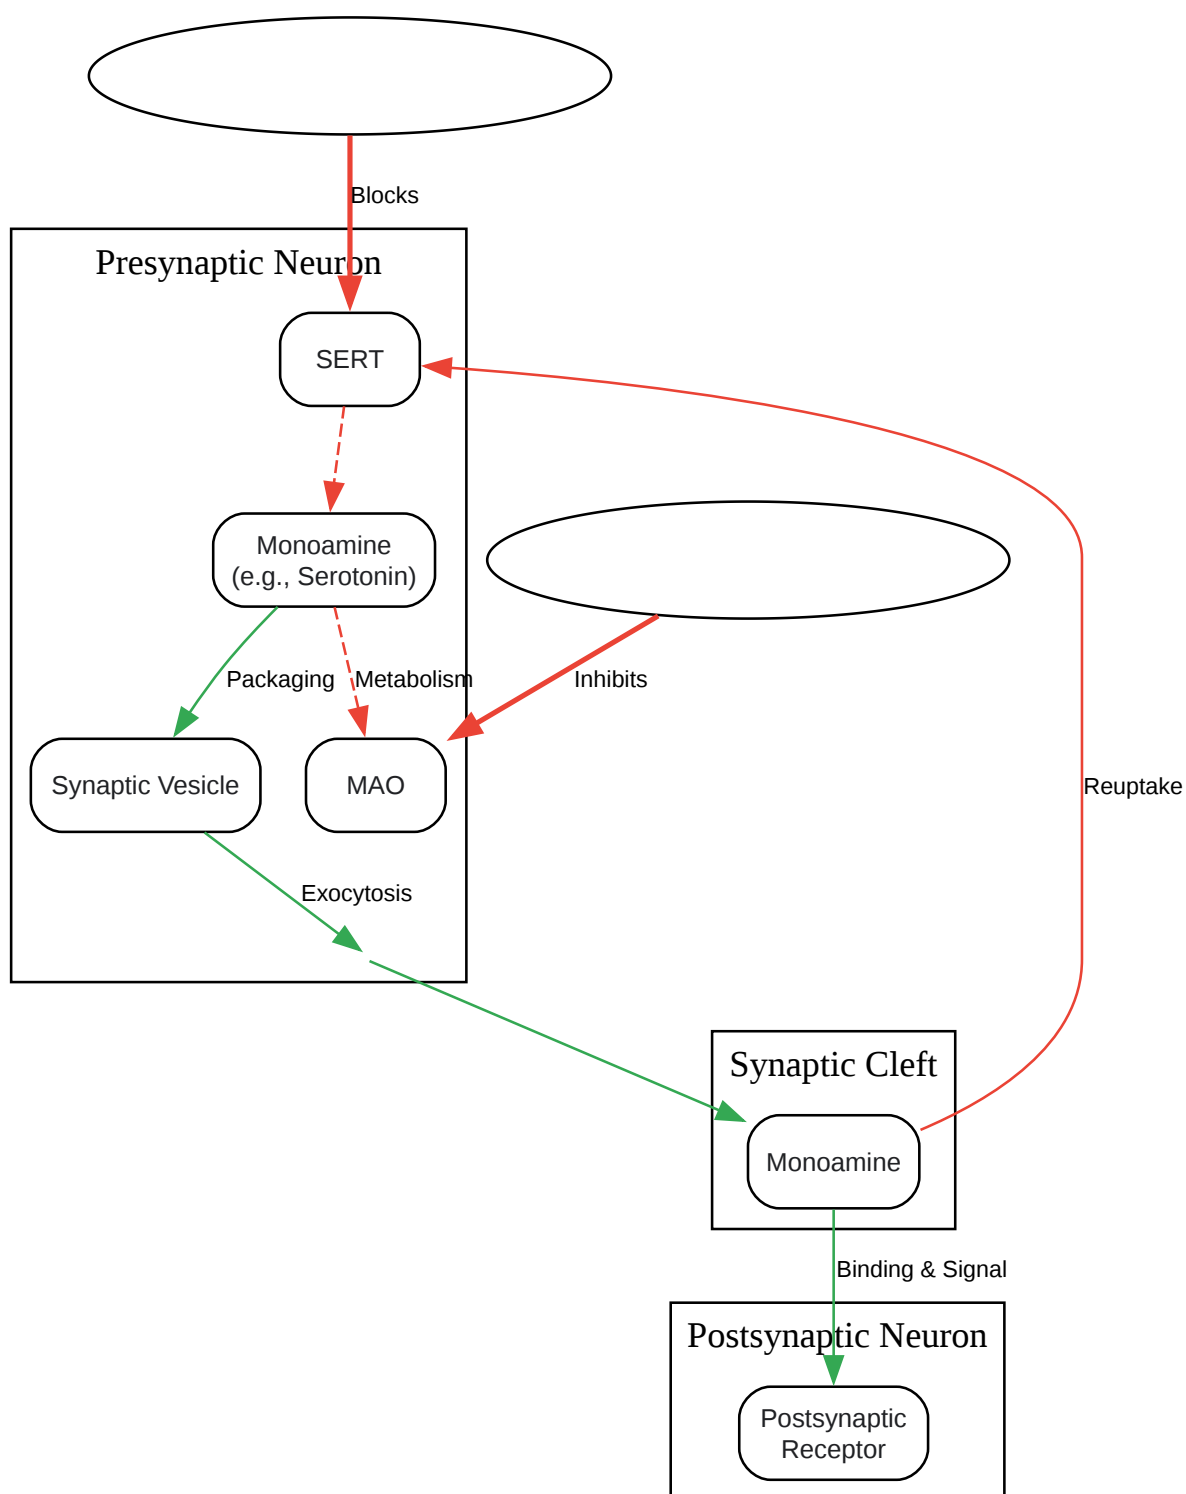 Blocks
Presynaptic Neuron
SERT
Monoamine
(e.g., Serotonin)
Packaging
Metabolism
Inhibits
Synaptic Vesicle
MAO
Reuptake
Exocytosis
Synaptic Cleft
Monoamine
Binding & Signal
Postsynaptic Neuron
Postsynaptic
Receptor